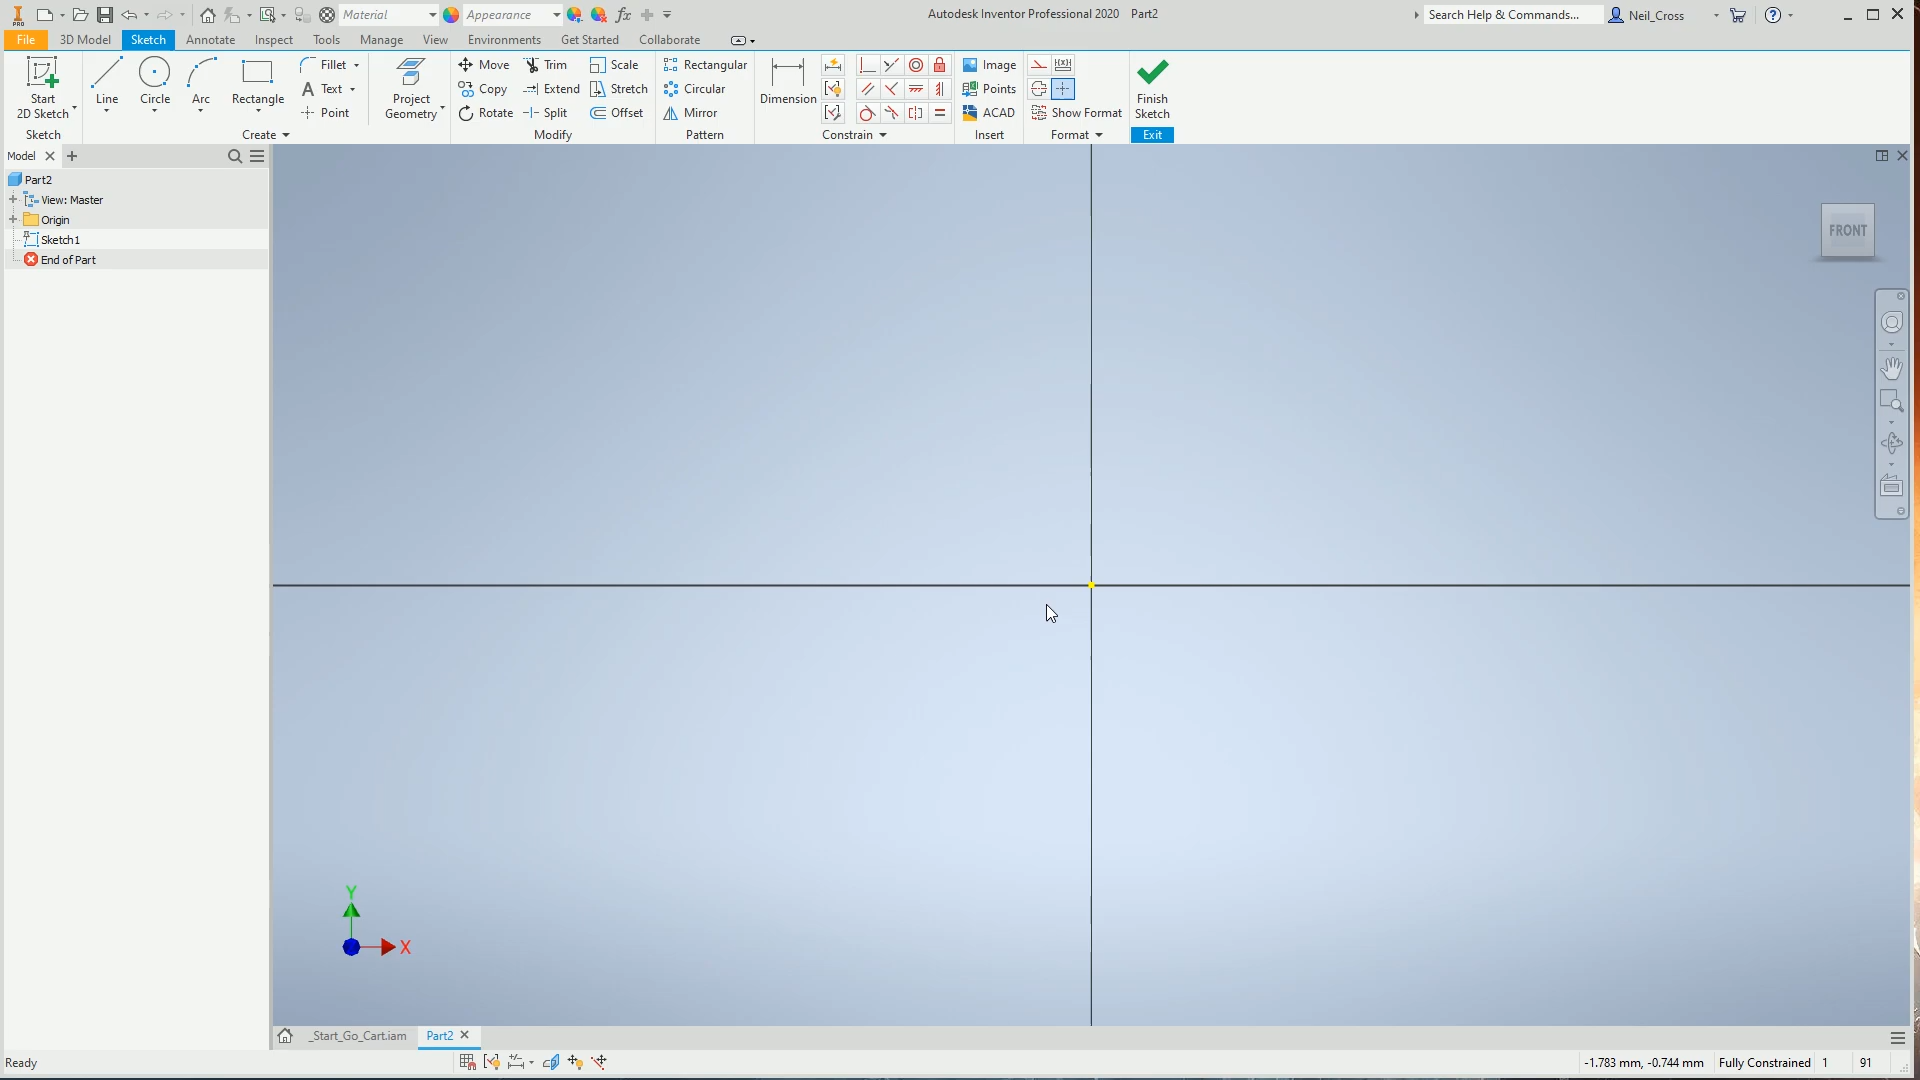 PRO
Material
Appearance
fx
Autodesk Inventor Professional 2020 Part2
Search Help & Commands...
Neil_Cross
File
3D Model
Sketch
Annotate
Inspect
Tools
Manage
View
Environments
Get Started
Collaborate
Start
2D Sketch
Line
Circle
Arc
Rectangle
Fillet
Text
Point
Project
Geometry
Move
Copy
Rotate
Trim
Extend
Split
Scale
Stretch
Offset
Rectangular
Circular
Mirror
Dimension
Image
Points
ACAD
Show Format
Finish
Sketch
Sketch
Create
Modify
Pattern
Constrain
Insert
Format
Exit
Model
Part2
View: Master
Origin
Sketch1
End of Part
FRONT
Y
X
_Start_Go_Cart.iam
Part2
Ready
-1.783 mm, -0.744 mm
Fully Constrained
1
91